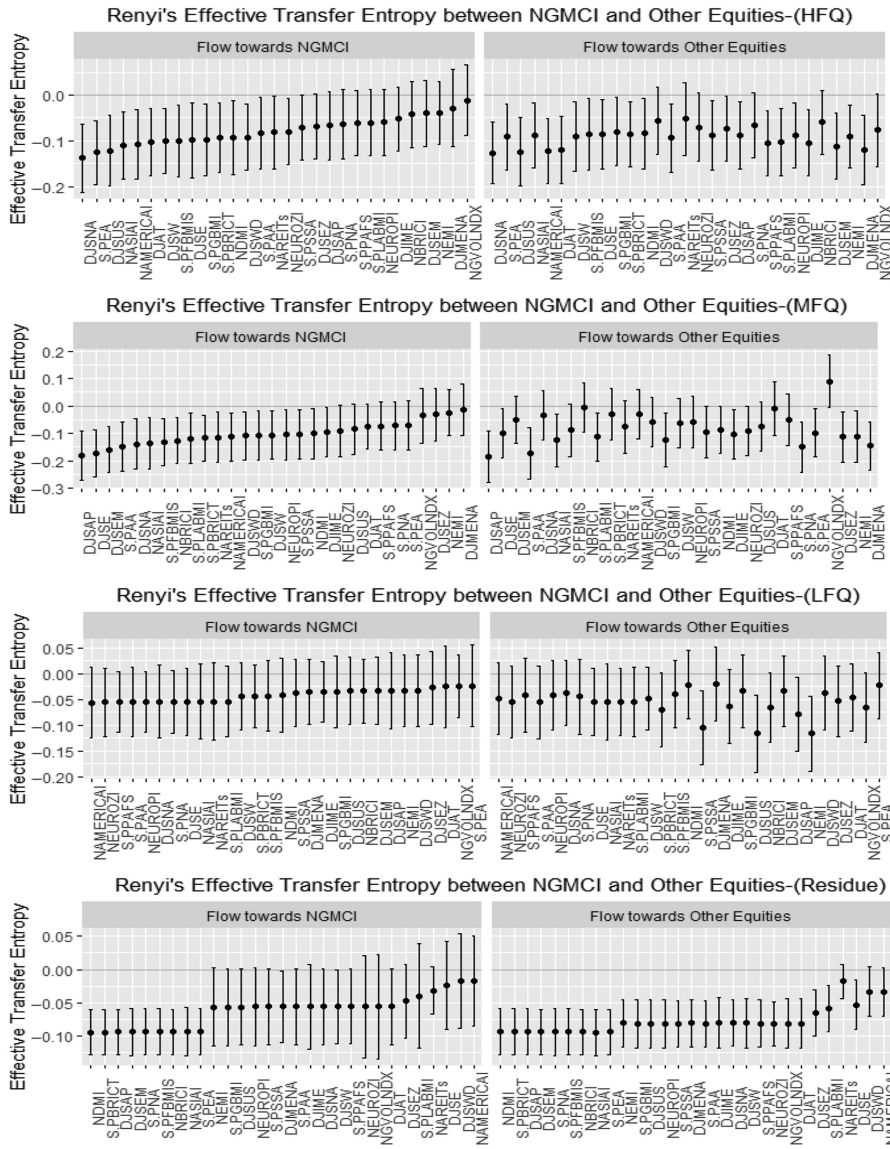 Renyi's Effective Transfer Entropy between NGMCI and Other Equities-(HFQ)
Flow towards NGMCI
Flow towards Other Equities
Effective Transfer Entropy
0.0
−0.1
−0.2
DJSNA
S.PEA
DJSUS
NASIAI
NAMERICAI
DJAT
DJSW
S.PFBMIS
DJSE
S.PGBMI
S.PBRICT
NDMI
DJSWD
S.PAA
NAREITs
NEUROZI
S.PSSA
DJSEZ
DJSAP
S.PNA
S.PPAFS
S.PLABMI
NEUROPI
DJIME
NBRICI
DJSEM
NEMI
DJMENA
NGVOLNDX
DJSNA
S.PEA
DJSUS
NASIAI
NAMERICAI
DJAT
DJSW
S.PFBMIS
DJSE
S.PGBMI
S.PBRICT
NDMI
DJSWD
S.PAA
NAREITs
NEUROZI
S.PSSA
DJSEZ
DJSAP
S.PNA
S.PPAFS
S.PLABMI
NEUROPI
DJIME
NBRICI
DJSEM
NEMI
DJMENA
NGVOLNDX
Renyi's Effective Transfer Entropy between NGMCI and Other Equities-(MFQ)
Flow towards NGMCI
Flow towards Other Equities
Effective Transfer Entropy
0.2
0.1
0.0
−0.1
−0.2
−0.3
DJSAP
DJSE
DJSEM
S.PAA
DJSNA
NASIAI
S.PFBMIS
NBRICI
S.PLABMI
S.PBRICT
NAREITs
NAMERICAI
DJSWD
S.PGBMI
DJSW
NEUROPI
S.PSSA
NDMI
DJIME
NEUROZI
DJSUS
DJAT
S.PPAFS
S.PNA
S.PEA
NGVOLNDX
DJSEZ
NEMI
DJMENA
DJSAP
DJSE
DJSEM
S.PAA
DJSNA
NASIAI
S.PFBMIS
NBRICI
S.PLABMI
S.PBRICT
NAREITs
NAMERICAI
DJSWD
S.PGBMI
DJSW
NEUROPI
S.PSSA
NDMI
DJIME
NEUROZI
DJSUS
DJAT
S.PPAFS
S.PNA
S.PEA
NGVOLNDX
DJSEZ
NEMI
DJMENA
Renyi's Effective Transfer Entropy between NGMCI and Other Equities-(LFQ)
Flow towards NGMCI
Flow towards Other Equities
Effective Transfer Entropy
0.05
0.00
−0.05
−0.10
−0.15
−0.20
NAMERICAI
NEUROZI
S.PPAFS
S.PAA
NEUROPI
DJSNA
S.PNA
DJSE
NASIAI
NAREITs
S.PLABMI
DJSW
S.PBRICT
S.PFBMIS
NDMI
S.PSSA
DJMENA
DJIME
S.PGBMI
DJSUS
NBRICI
DJSEM
DJSAP
NEMI
DJSWD
DJSEZ
DJAT
NGVOLNDX
S.PEA
NAMERICAI
NEUROZI
S.PPAFS
S.PAA
NEUROPI
DJSNA
S.PNA
DJSE
NASIAI
NAREITs
S.PLABMI
DJSW
S.PBRICT
S.PFBMIS
NDMI
S.PSSA
DJMENA
DJIME
S.PGBMI
DJSUS
NBRICI
DJSEM
DJSAP
NEMI
DJSWD
DJSEZ
DJAT
NGVOLNDX
S.PEA
Renyi's Effective Transfer Entropy between NGMCI and Other Equities-(Residue)
Flow towards NGMCI
Flow towards Other Equities
Effective Transfer Entropy
0.05
0.00
−0.05
−0.10
NDMI
S.PBRICT
DJSAP
DJSEM
S.PNA
S.PFBMIS
NBRICI
NASIAI
S.PEA
NEMI
S.PGBMI
DJSUS
NEUROPI
S.PSSA
DJMENA
S.PAA
DJIME
DJSNA
DJSW
S.PPAFS
NEUROZI
NGVOLNDX
DJAT
DJSEZ
S.PLABMI
NAREITs
DJSE
DJSWD
NAMERICAI
NDMI
S.PBRICT
DJSAP
DJSEM
S.PNA
S.PFBMIS
NBRICI
NASIAI
S.PEA
NEMI
S.PGBMI
DJSUS
NEUROPI
S.PSSA
DJMENA
S.PAA
DJIME
DJSNA
DJSW
S.PPAFS
NEUROZI
NGVOLNDX
DJAT
DJSEZ
S.PLABMI
NAREITs
DJSE
DJSWD
NAMERICAI